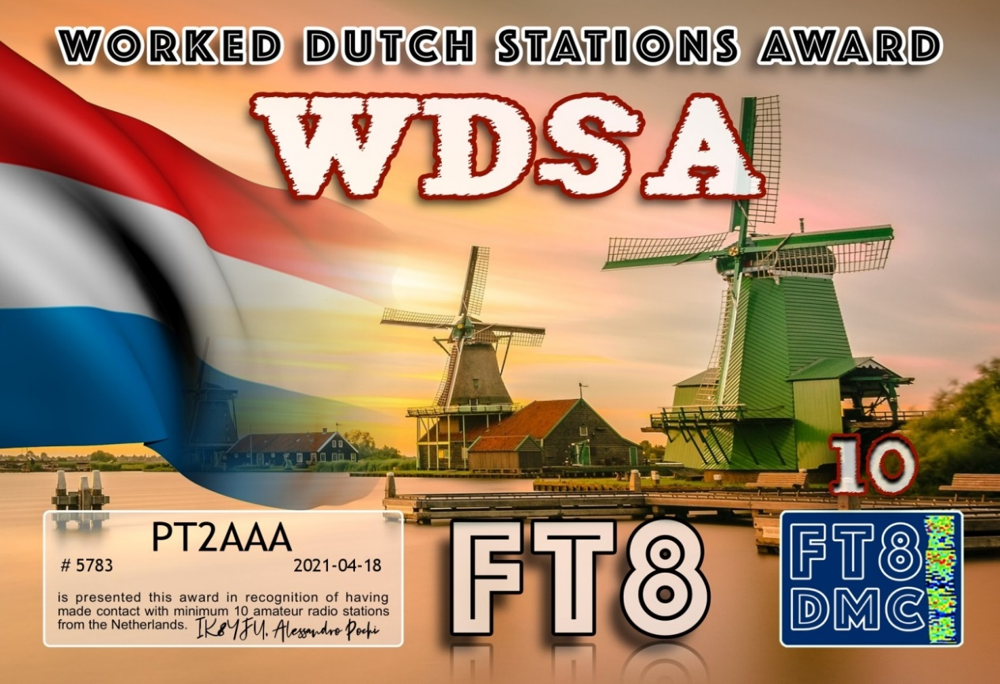 WORKED DUTCH STATIONS AWARD
WDSA
10
PT2AAA
# 5783 2021-04-18
is presented this award in recognition of having
made contact with minimum 10 amateur radio stations
from the Netherlands. IK8YFU, Alessandro Pochi
FT8
FT8
DMC